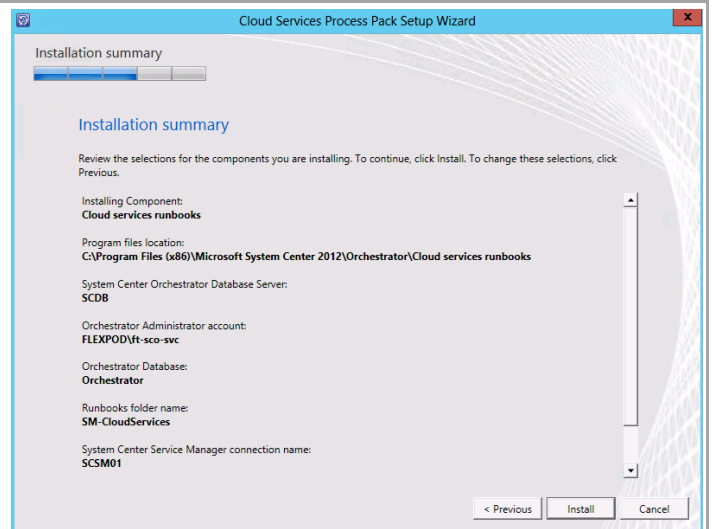 Cloud Services Process Pack Setup Wizard
x
Installation summary
Installation summary
Review the selections for the components you are installing. To continue, click Install. To change these selections, click
Previous.
Installing Component:
Cloud services runbooks
Program files location:
C:\Program Files (x86)\Microsoft System Center 2012\Orchestrator\Cloud services runbooks
System Center Orchestrator Database Server:
SCDB
Orchestrator Administrator account:
FLEXPOD\ft-sco-svc
Orchestrator Database:
Orchestrator
Runbooks folder name:
SM-CloudServices
System Center Service Manager connection name:
SCSM01
< Previous Install Cancel